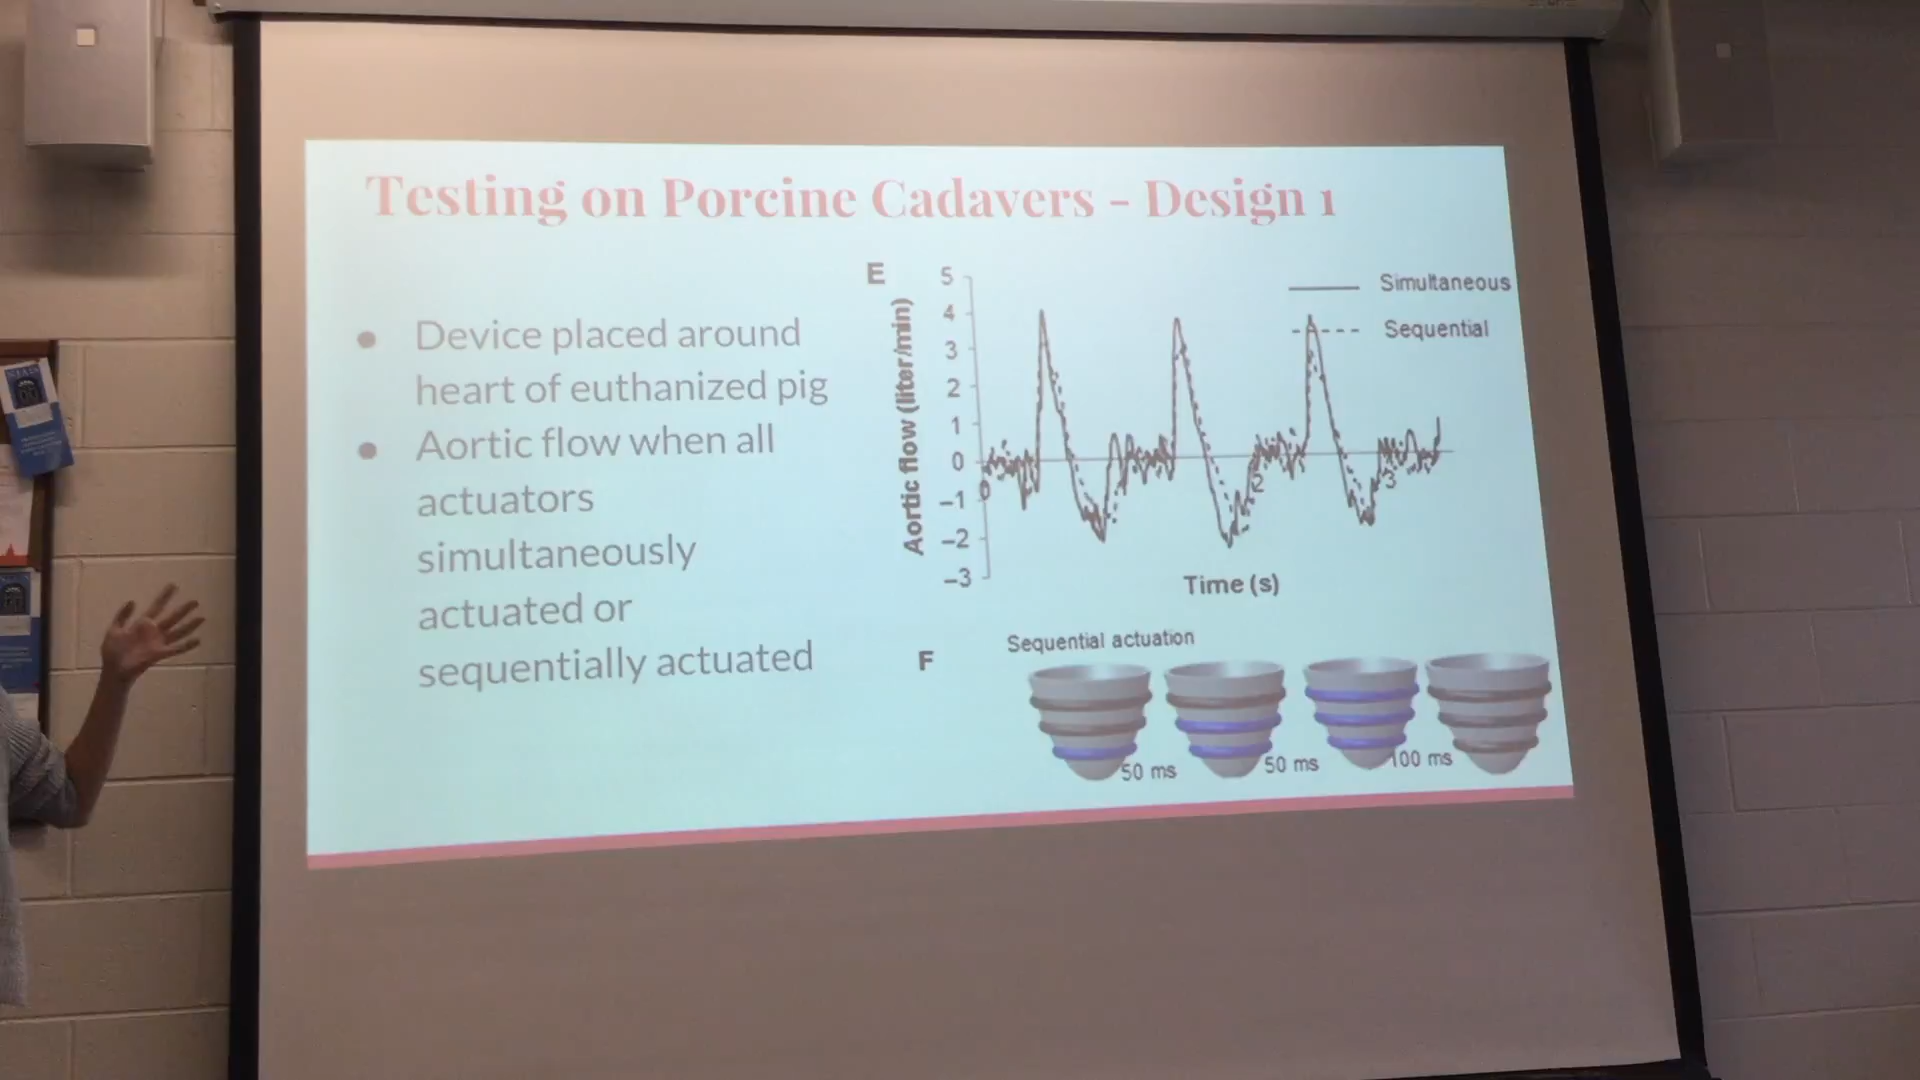 Testing on Porcine Cadavers - Design 1
● Device placed around
heart of euthanized pig
● Aortic flow when all
actuators
simultaneously
actuated or
sequentially actuated
E
Aortic flow (liter/min)
5
4
3
2
1
0
−1
−2
−3
0
2
3
Simultaneous
Sequential
Time (s)
F
Sequential actuation
50 ms
50 ms
100 ms